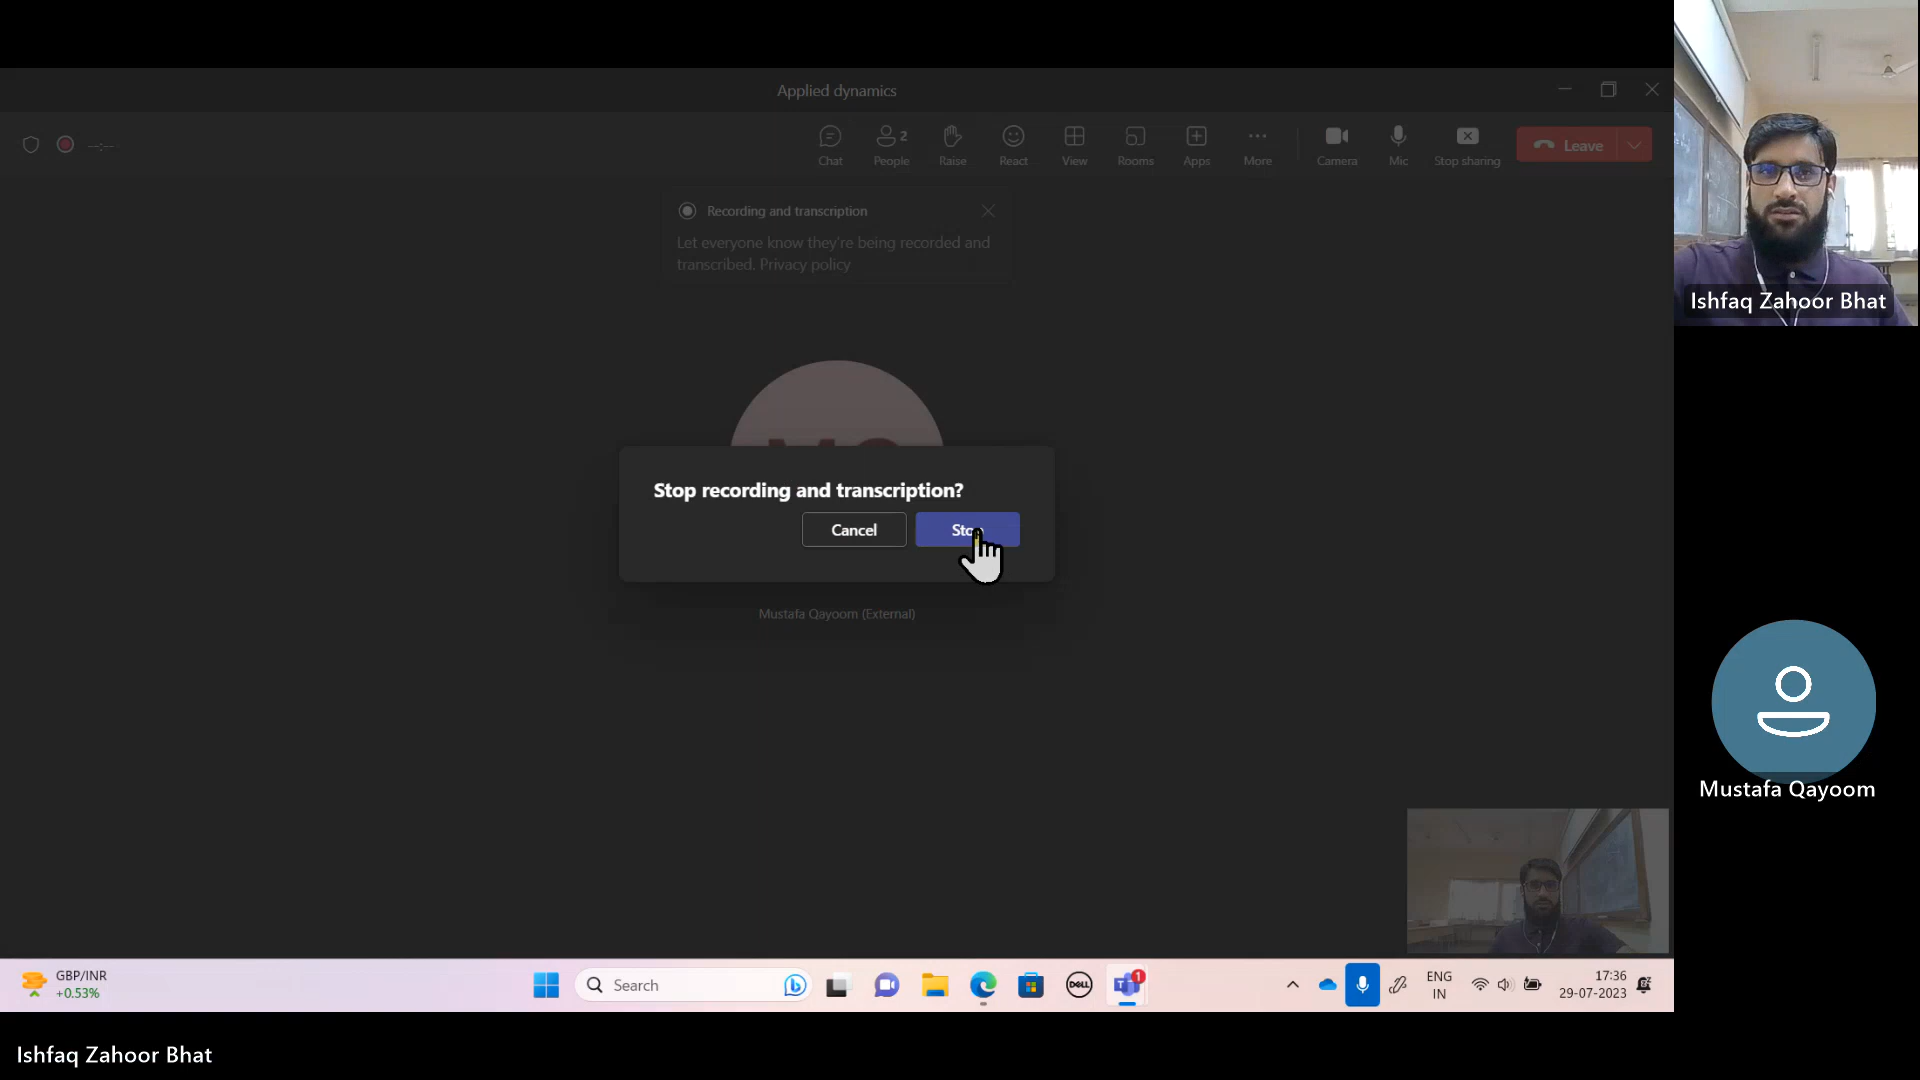 Applied dynamics
Chat
People
2
Raise
React
View
Rooms
Apps
More
Camera
Mic
Stop sharing
Leave
--:--
Recording and transcription
Let everyone know they're being recorded and
transcribed. Privacy policy
Stop recording and transcription?
Cancel
Mustafa Qayoom (External)
Ishfaq Zahoor Bhat
Mustafa Qayoom
GBP/INR
+0.53%
Search
DELL
1
ENG
IN
17:36
29-07-2023
Ishfaq Zahoor Bhat